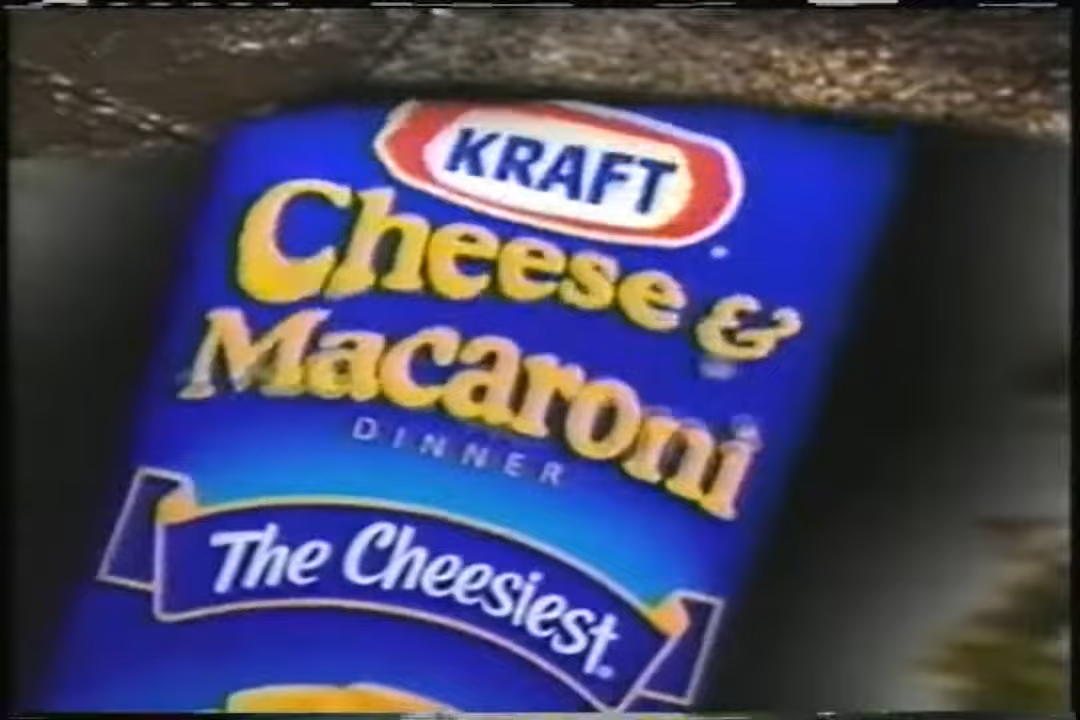 KRAFT
Cheese &
Macaroni
DINNER
The Cheesiest.